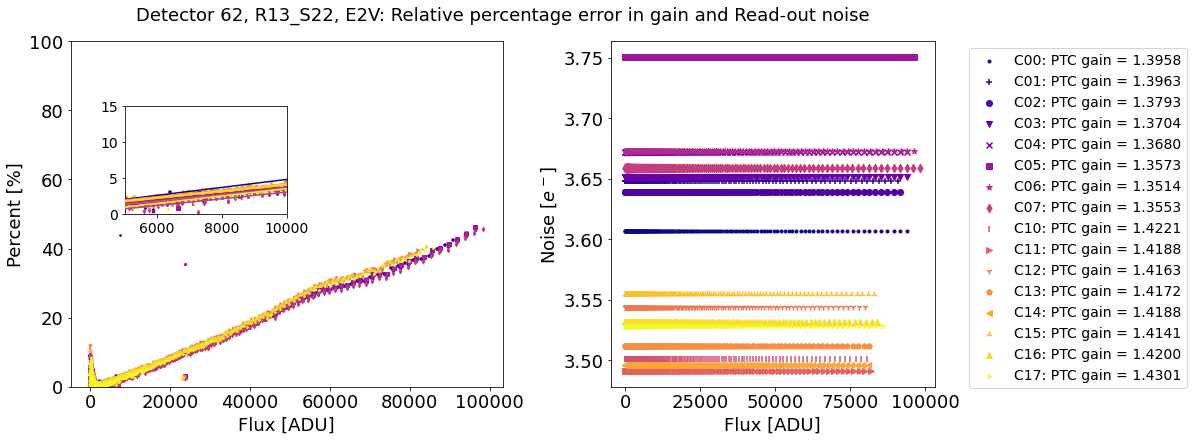 Detector 62, R13_S22, E2V: Relative percentage error in gain and Read-out noise
Percent [%]
100
80
60
40
20
0
15
10
5
0
6000 8000 10000
0 20000 40000 60000 80000 100000
Flux [ADU]
Noise [e⁻]
3.75
3.70
3.65
3.60
3.55
3.50
0 25000 50000 75000 100000
Flux [ADU]
C00: PTC gain = 1.3958
C01: PTC gain = 1.3963
C02: PTC gain = 1.3793
C03: PTC gain = 1.3704
C04: PTC gain = 1.3680
C05: PTC gain = 1.3573
C06: PTC gain = 1.3514
C07: PTC gain = 1.3553
C10: PTC gain = 1.4221
C11: PTC gain = 1.4188
C12: PTC gain = 1.4163
C13: PTC gain = 1.4172
C14: PTC gain = 1.4188
C15: PTC gain = 1.4141
C16: PTC gain = 1.4200
C17: PTC gain = 1.4301